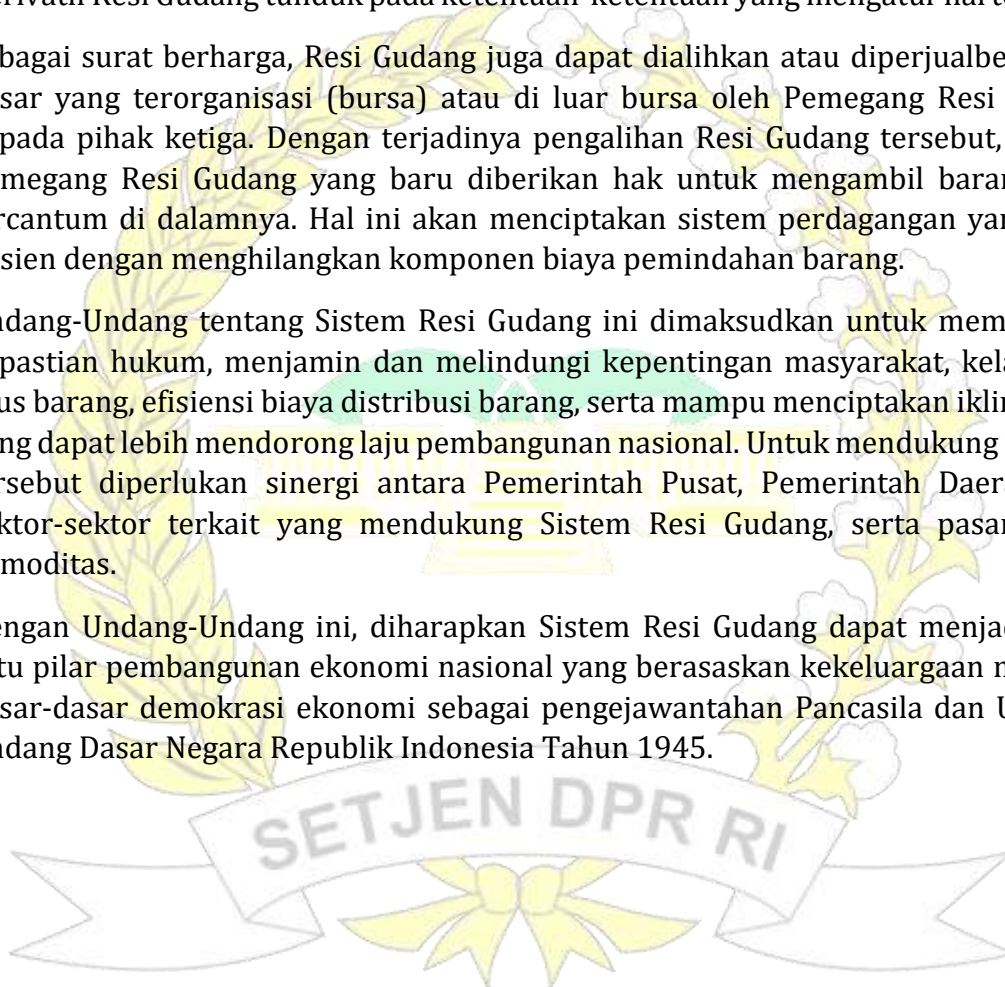 erivatif Resi Gudang tunduk pada ketentuan-ketentuan yang mengatur harta
bagai surat berharga, Resi Gudang juga dapat dialihkan atau diperjualbe
sar yang terorganisasi (bursa) atau di luar bursa oleh Pemegang Resi
pada pihak ketiga. Dengan terjadinya pengalihan Resi Gudang tersebut,
megang Resi Gudang yang baru diberikan hak untuk mengambil baran
rcantum di dalamnya. Hal ini akan menciptakan sistem perdagangan yan
sien dengan menghilangkan komponen biaya pemindahan barang.
ndang-Undang tentang Sistem Resi Gudang ini dimaksudkan untuk mem
pastian hukum, menjamin dan melindungi kepentingan masyarakat, kela
us barang, efisiensi biaya distribusi barang, serta mampu menciptakan iklim
ng dapat lebih mendorong laju pembangunan nasional. Untuk mendukung
rsebut diperlukan sinergi antara Pemerintah Pusat, Pemerintah Daera
ktor-sektor terkait yang mendukung Sistem Resi Gudang, serta pasar
moditas.
engan Undang-Undang ini, diharapkan Sistem Resi Gudang dapat menjad
tu pilar pembangunan ekonomi nasional yang berasaskan kekeluargaan m
sar-dasar demokrasi ekonomi sebagai pengejawantahan Pancasila dan U
ndang Dasar Negara Republik Indonesia Tahun 1945.
SETJEN DPR RI